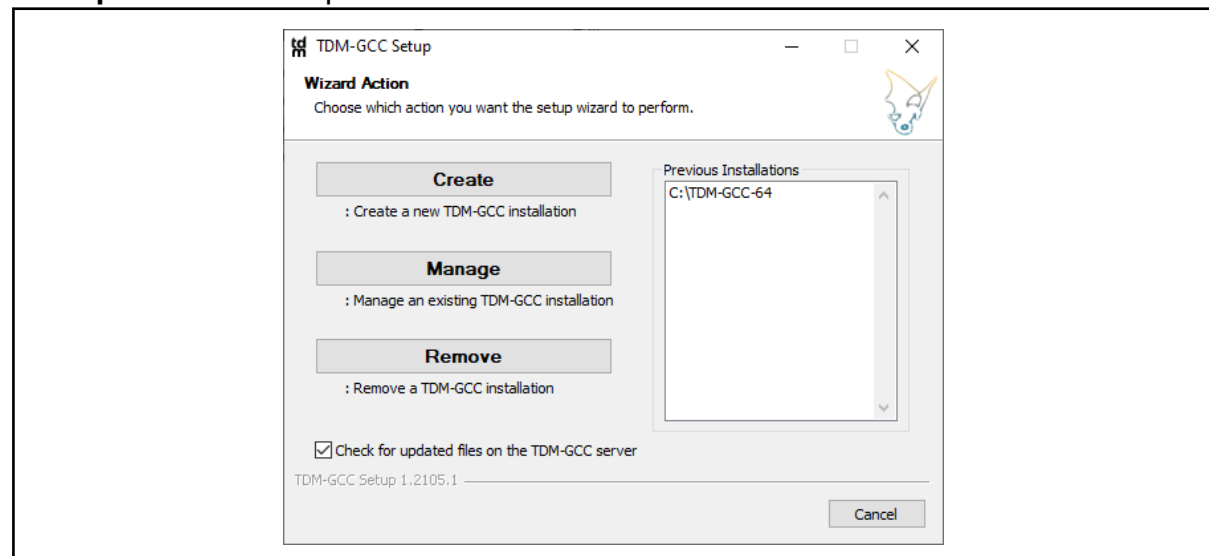 TDM-GCC Setup
Wizard Action
Choose which action you want the setup wizard to perform.
Create
: Create a new TDM-GCC installation
Manage
: Manage an existing TDM-GCC installation
Remove
: Remove a TDM-GCC installation
Previous Installations
C:\TDM-GCC-64
Check for updated files on the TDM-GCC server
TDM-GCC Setup 1.2105.1
Cancel